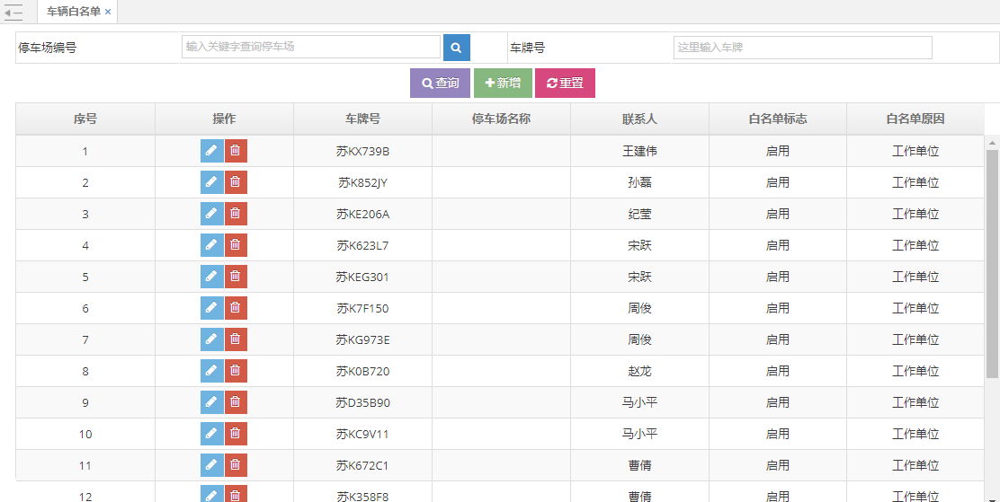 车辆白名单 ×
停车场编号 输入关键字查询停车场 车牌号 这里输入车牌
查询 新增 重置
序号 操作 车牌号 停车场名称 联系人 白名单标志 白名单原因
1 苏KX739B 王建伟 启用 工作单位
2 苏K852JY 孙磊 启用 工作单位
3 苏KE206A 纪莹 启用 工作单位
4 苏K623L7 宋跃 启用 工作单位
5 苏KEG301 宋跃 启用 工作单位
6 苏K7F150 周俊 启用 工作单位
7 苏KG973E 周俊 启用 工作单位
8 苏K0B720 赵龙 启用 工作单位
9 苏D35B90 马小平 启用 工作单位
10 苏KC9V11 马小平 启用 工作单位
11 苏K672C1 曹倩 启用 工作单位
12 苏K358F8 曹倩 启用 工作单位